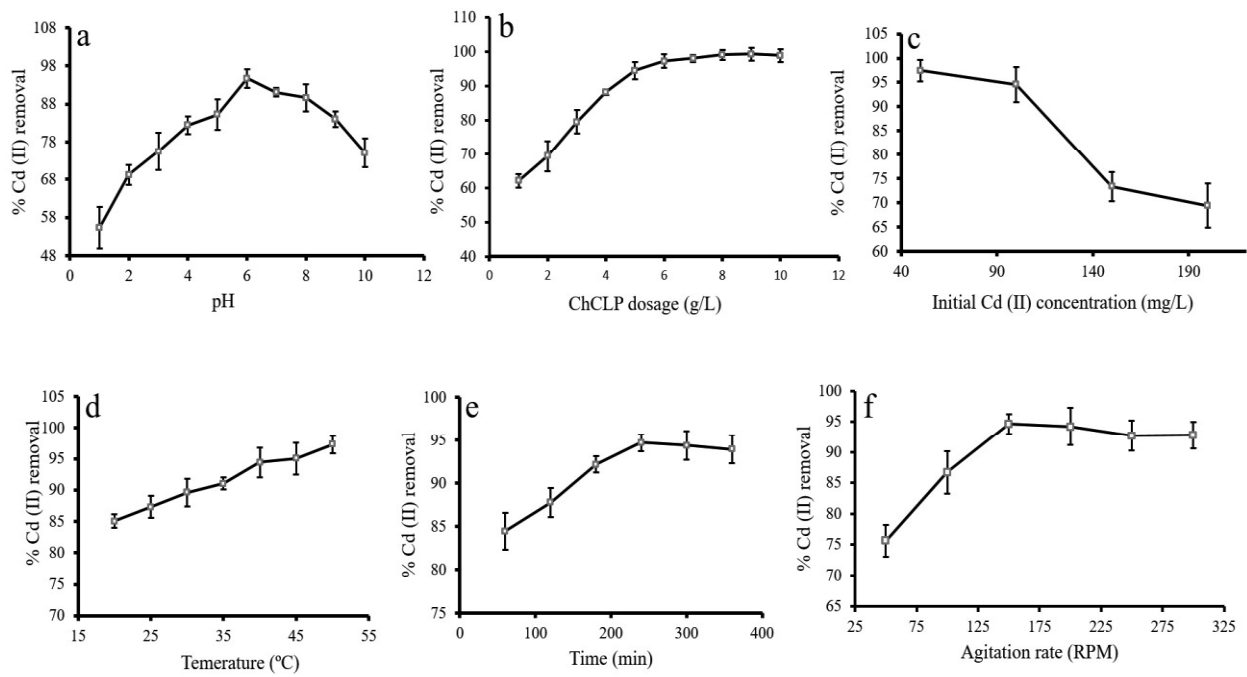 a
108
98
88
78
68
58
48
% Cd (II) removal
0 2 4 6 8 10 12
pH
b
110
100
90
80
70
60
50
40
% Cd (II) removal
0 2 4 6 8 10 12
ChCLP dosage (g/L)
c
105
100
95
90
85
80
75
70
65
60
% Cd (II) removal
40 90 140 190
Initial Cd (II) concentration (mg/L)
d
105
100
95
90
85
80
75
70
% Cd (II) removal
15 25 35 45 55
Temerature (ºC)
e
100
95
90
85
80
75
% Cd (II) removal
0 100 200 300 400
Time (min)
f
100
95
90
85
80
75
70
65
% Cd (II) removal
25 75 125 175 225 275 325
Agitation rate (RPM)